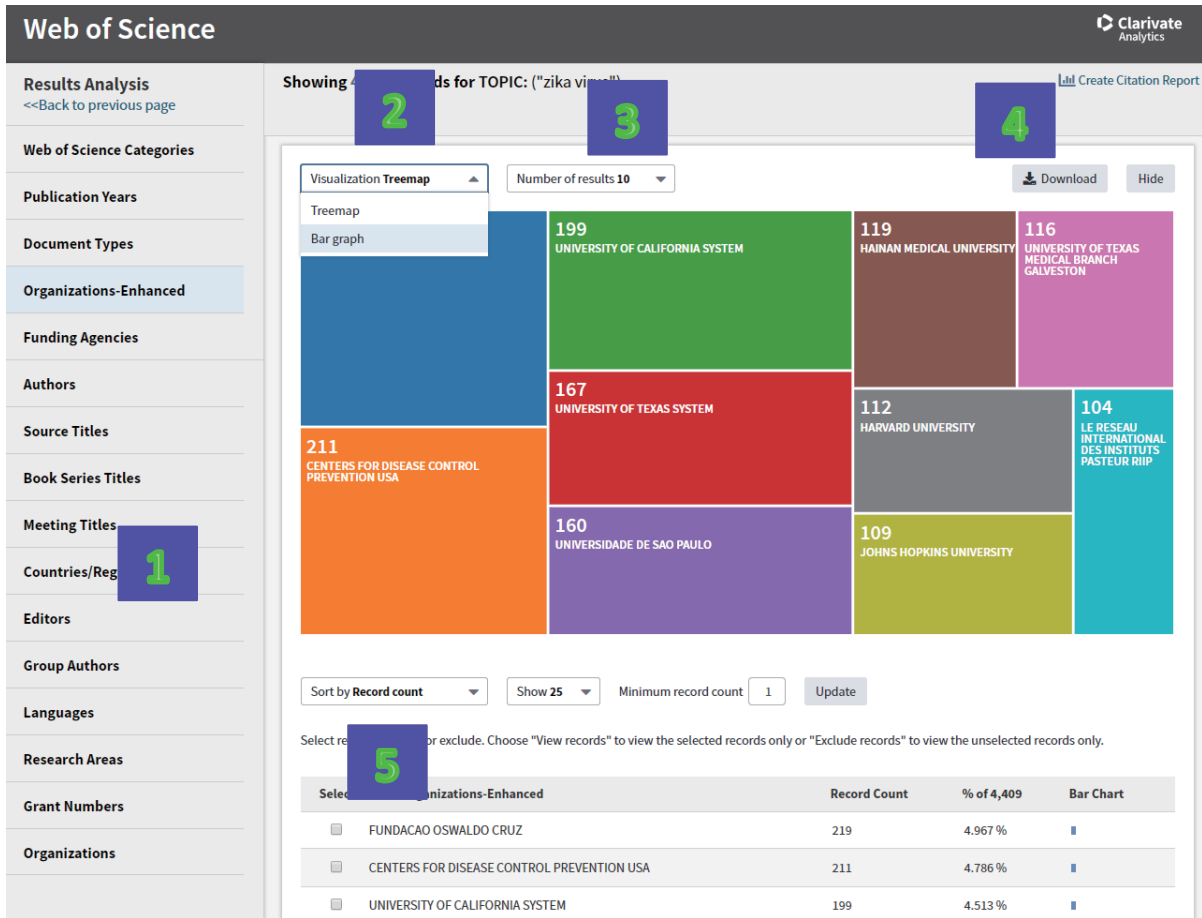 Web of Science
Clarivate
Analytics
Results Analysis
<<Back to previous page
Showing 4 ds for TOPIC: ("zika virus")
Create Citation Report
2
3
4
Web of Science Categories
Publication Years
Document Types
Organizations-Enhanced
Funding Agencies
Authors
Source Titles
Book Series Titles
Meeting Titles
Countries/Reg
1
Editors
Group Authors
Languages
Research Areas
Grant Numbers
Organizations
Visualization Treemap
Number of results 10
Download
Hide
Treemap
Bar graph
199
UNIVERSITY OF CALIFORNIA SYSTEM
119
HAINAN MEDICAL UNIVERSITY
116
UNIVERSITY OF TEXAS
MEDICAL BRANCH
GALVESTON
167
UNIVERSITY OF TEXAS SYSTEM
112
HARVARD UNIVERSITY
104
LE RESEAU
INTERNATIONAL
DES INSTITUTS
PASTEUR RIIP
211
CENTERS FOR DISEASE CONTROL
PREVENTION USA
160
UNIVERSIDADE DE SAO PAULO
109
JOHNS HOPKINS UNIVERSITY
Sort by Record count
Show 25
Minimum record count 1
Update
Select re or exclude. Choose "View records" to view the selected records only or "Exclude records" to view the unselected records only.
5
Selec ganizations-Enhanced
Record Count
% of 4,409
Bar Chart
FUNDACAO OSWALDO CRUZ 219 4.967 %
CENTERS FOR DISEASE CONTROL PREVENTION USA 211 4.786 %
UNIVERSITY OF CALIFORNIA SYSTEM 199 4.513 %